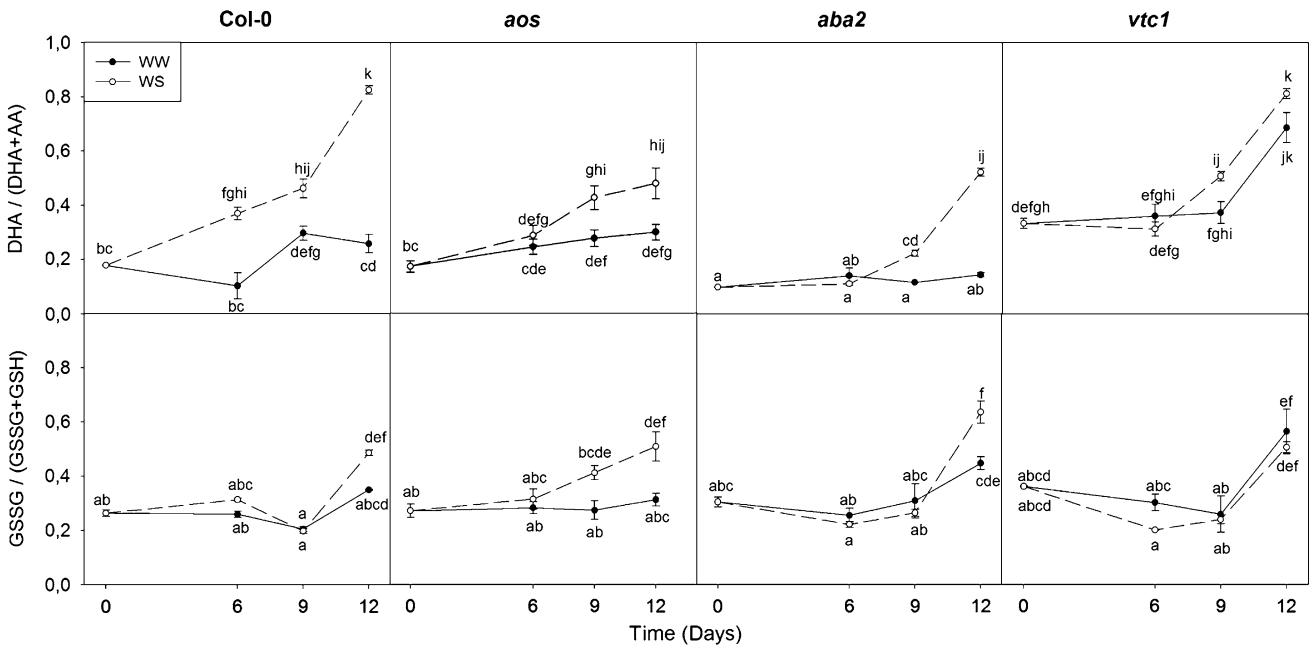 Col-0 aos aba2 vtc1
WW
WS
DHA / (DHA+AA)
1,0
0,8
0,6
0,4
0,2
0,0
bc fghi hij k
bc defg cd
bc defg ghi hij
cde def defg
a ab cd ij
a a ab
defgh efghi ij jk
defg fghi k
GSSG / (GSSG+GSH)
0,8
0,6
0,4
0,2
0,0
ab abc a def
ab a abcd
ab abc bcde def
ab ab abc
abc ab abc f
a ab cde
abcd abc ab ef
abcd a ab def
0 6 9 12 0 6 9 12 0 6 9 12 0 6 9 12
Time (Days)